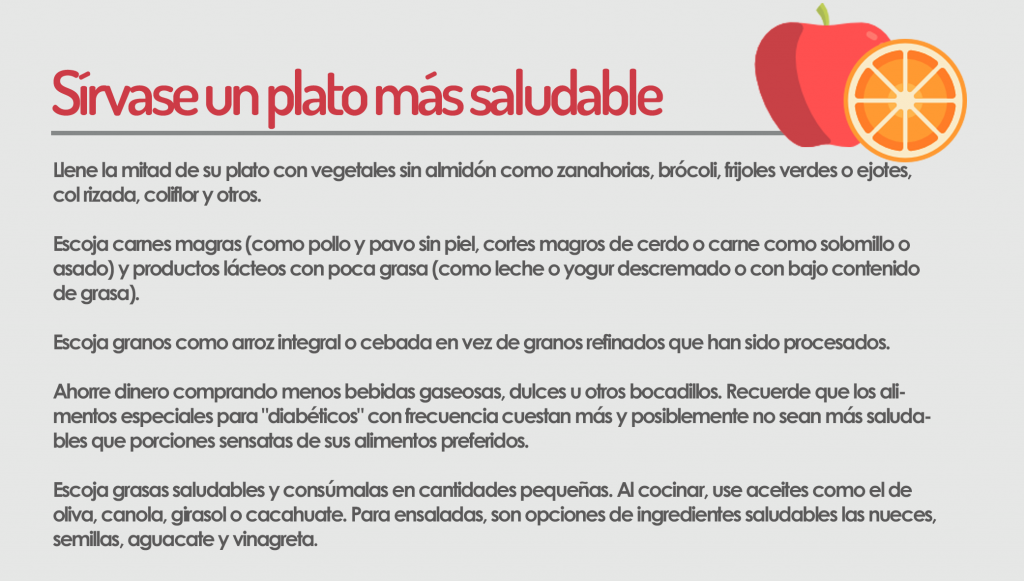 Sírvase un plato más saludable
Llene la mitad de su plato con vegetales sin almidón como zanahorias, brócoli, frijoles verdes o ejotes,
col rizada, coliflor y otros.
Escoja carnes magras (como pollo y pavo sin piel, cortes magros de cerdo o carne como solomillo o
asado) y productos lácteos con poca grasa (como leche o yogur descremado o con bajo contenido
de grasa).
Escoja granos como arroz integral o cebada en vez de granos refinados que han sido procesados.
Ahorre dinero comprando menos bebidas gaseosas, dulces u otros bocadillos. Recuerde que los ali-
mentos especiales para "diabéticos" con frecuencia cuestan más y posiblemente no sean más saluda-
bles que porciones sensatas de sus alimentos preferidos.
Escoja grasas saludables y consúmalas en cantidades pequeñas. Al cocinar, use aceites como el de
oliva, canola, girasol o cacahuate. Para ensaladas, son opciones de ingredientes saludables las nueces,
semillas, aguacate y vinagreta.